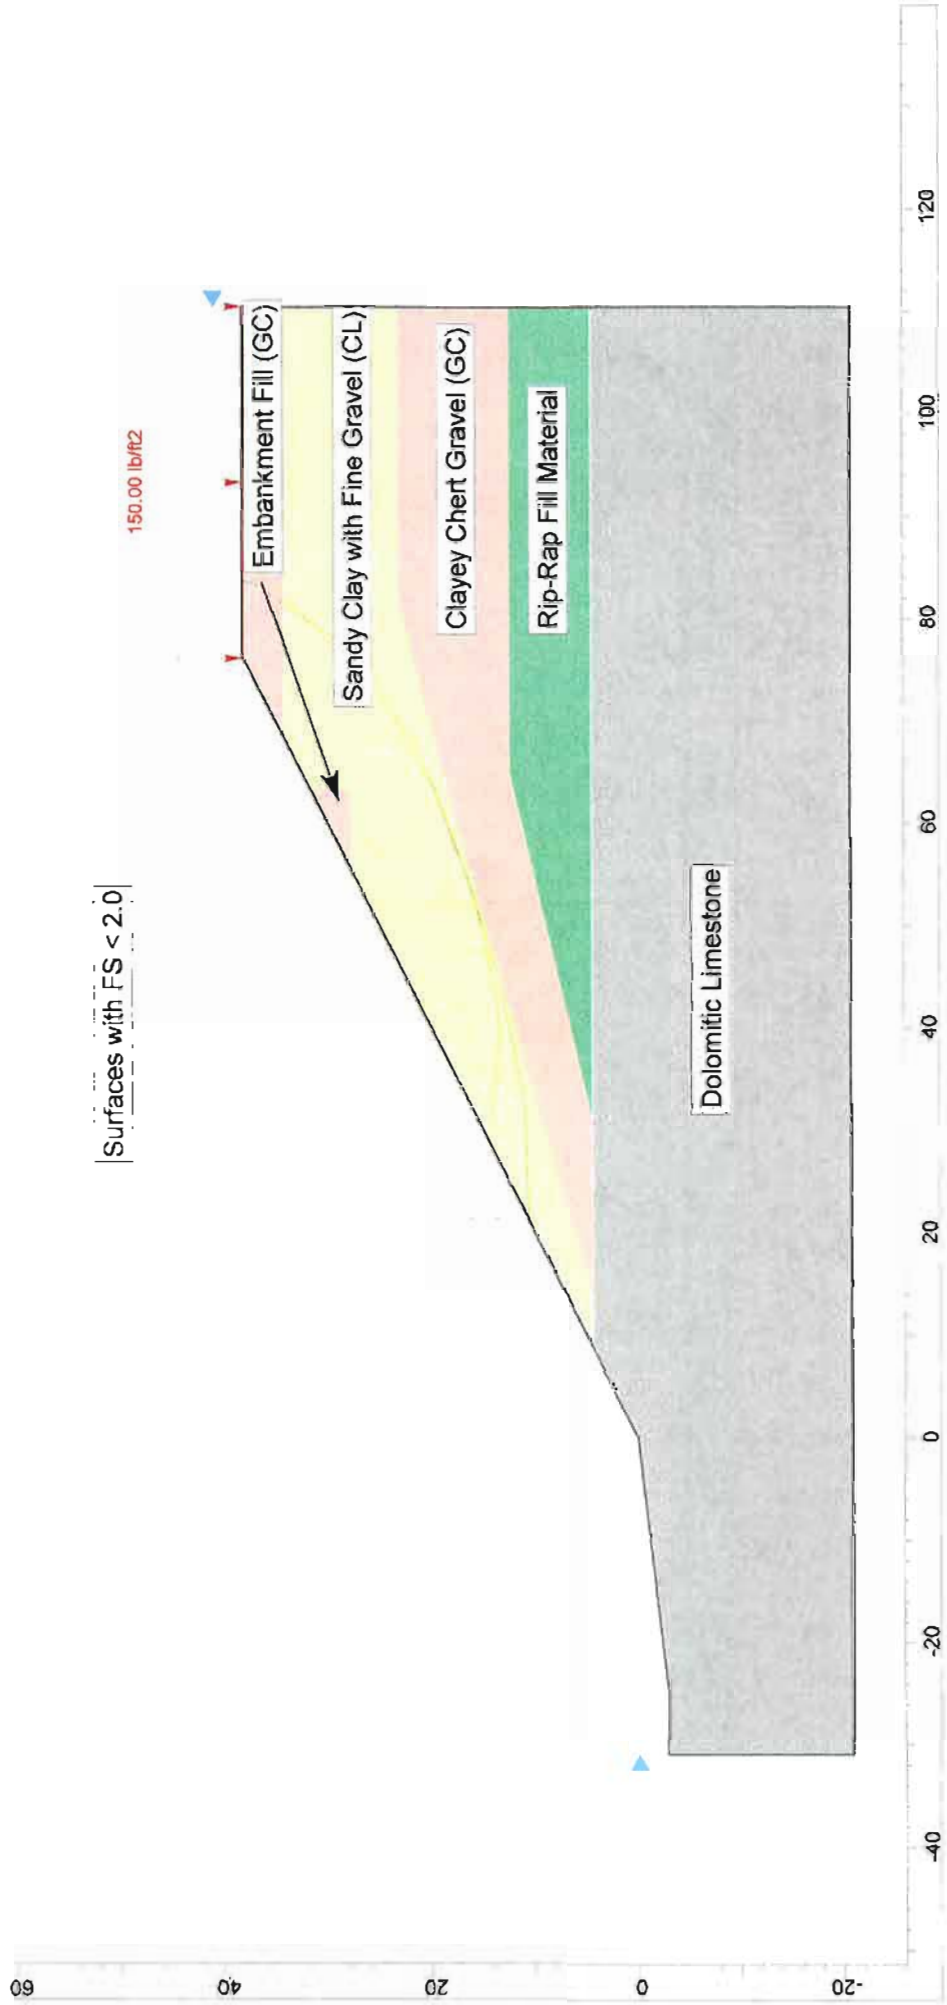 Surfaces with FS < 2.0
150.00 lb/ft2
Embankment Fill (GC)
Sandy Clay with Fine Gravel (CL)
Clayey Chert Gravel (GC)
Rip-Rap Fill Material
Dolomitic Limestone
60
40
20
0
-20
-40
-20
0
20
40
60
80
100
120